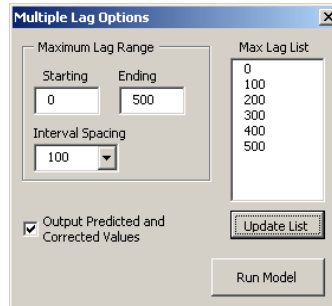 Multiple Lag Options
Maximum Lag Range
Starting Ending
0 500
Interval Spacing
100
Max Lag List
0
100
200
300
400
500
Output Predicted and
Corrected Values
Update List
Run Model